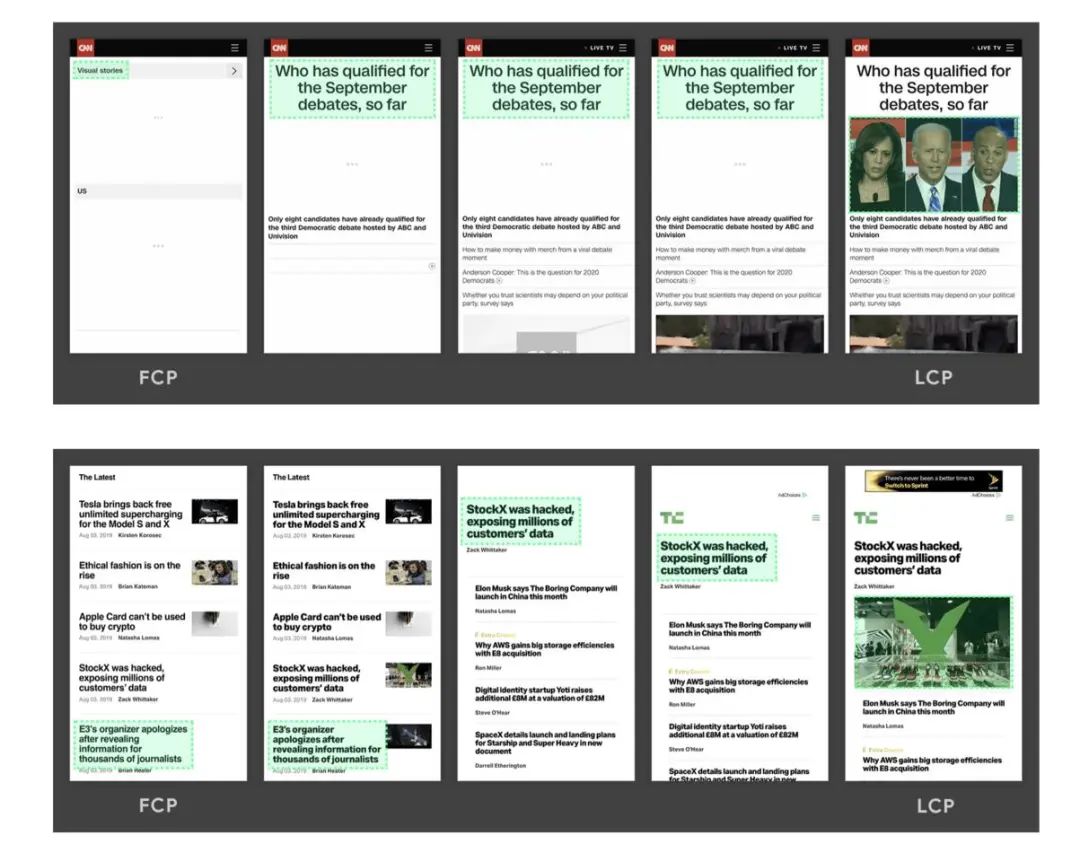 CNN
Visual stories
US
CNN
Who has qualified for
the September
debates, so far
Only eight candidates have already qualified for
the third Democratic debate hosted by ABC and
Univision
CNN
LIVE TV
Who has qualified for
the September
debates, so far
Only eight candidates have already qualified for
the third Democratic debate hosted by ABC and
Univision
How to make money with merch from a viral debate
moment
Anderson Cooper: This is the question for 2020
Democrats
Whether you trust scientists may depend on your political
party, survey says
CNN
LIVE TV
Who has qualified for
the September
debates, so far
Only eight candidates have already qualified for
the third Democratic debate hosted by ABC and
Univision
How to make money with merch from a viral debate
moment
Anderson Cooper: This is the question for 2020
Democrats
Whether you trust scientists may depend on your political
party, survey says
CNN
LIVE TV
Who has qualified for
the September
debates, so far
Only eight candidates have already qualified for
the third Democratic debate hosted by ABC and
Univision
How to make money with merch from a viral debate
moment
Anderson Cooper: This is the question for 2020
Democrats
Whether you trust scientists may depend on your political
party, survey says
FCP
LCP
The Latest
Tesla brings back free
unlimited supercharging
for the Model S and X
Aug 03, 2019 Kirsten Korosec
Ethical fashion is on the
rise
Aug 03, 2019 Brian Kateman
Apple Card can't be used
to buy crypto
Aug 03, 2019 Natasha Lomas
StockX was hacked,
exposing millions of
customers' data
Aug 03, 2019 Zack Whittaker
E3's organizer apologizes
after revealing
information for
thousands of journalists
Aug 03, 2019 Brian Heater
The Latest
Tesla brings back free
unlimited supercharging
for the Model S and X
Aug 03, 2019 Kirsten Korosec
Ethical fashion is on the
rise
Aug 03, 2019 Brian Kateman
Apple Card can't be used
to buy crypto
Aug 03, 2019 Natasha Lomas
StockX was hacked,
exposing millions of
customers' data
Aug 03, 2019 Zack Whittaker
E3's organizer
apologizes after
revealing information for
thousands of journalists
Aug 03, 2019 Brian Heater
StockX was hacked,
exposing millions of
customers' data
Zack Whittaker
Elon Musk says The Boring Company will
launch in China this month
Natasha Lomas
Extra Crunch
Why AWS gains big storage efficiencies
with E8 acquisition
Ron Miller
Digital identity startup Yoti raises
additional £8M at a valuation of £82M
Steve O'Hear
SpaceX details launch and landing plans
for Starship and Super Heavy in new
document
Darrell Etherington
AdChoices
TC
StockX was hacked,
exposing millions of
customers' data
Zack Whittaker
Elon Musk says The Boring Company will
launch in China this month
Natasha Lomas
Extra Crunch
Why AWS gains big storage efficiencies
with E8 acquisition
Ron Miller
Digital identity startup Yoti raises
additional £8M at a valuation of £82M
Steve O'Hear
SpaceX details launch and landing plans
for Starship and Super Heavy in new
There's never been a better time to
Switch to Sprint
Sprint
AdChoices
TC
StockX was hacked,
exposing millions of
customers' data
Zack Whittaker
Elon Musk says The Boring Company will
launch in China this month
Natasha Lomas
Extra Crunch
Why AWS gains big storage efficiencies
with E8 acquisition
FCP
LCP